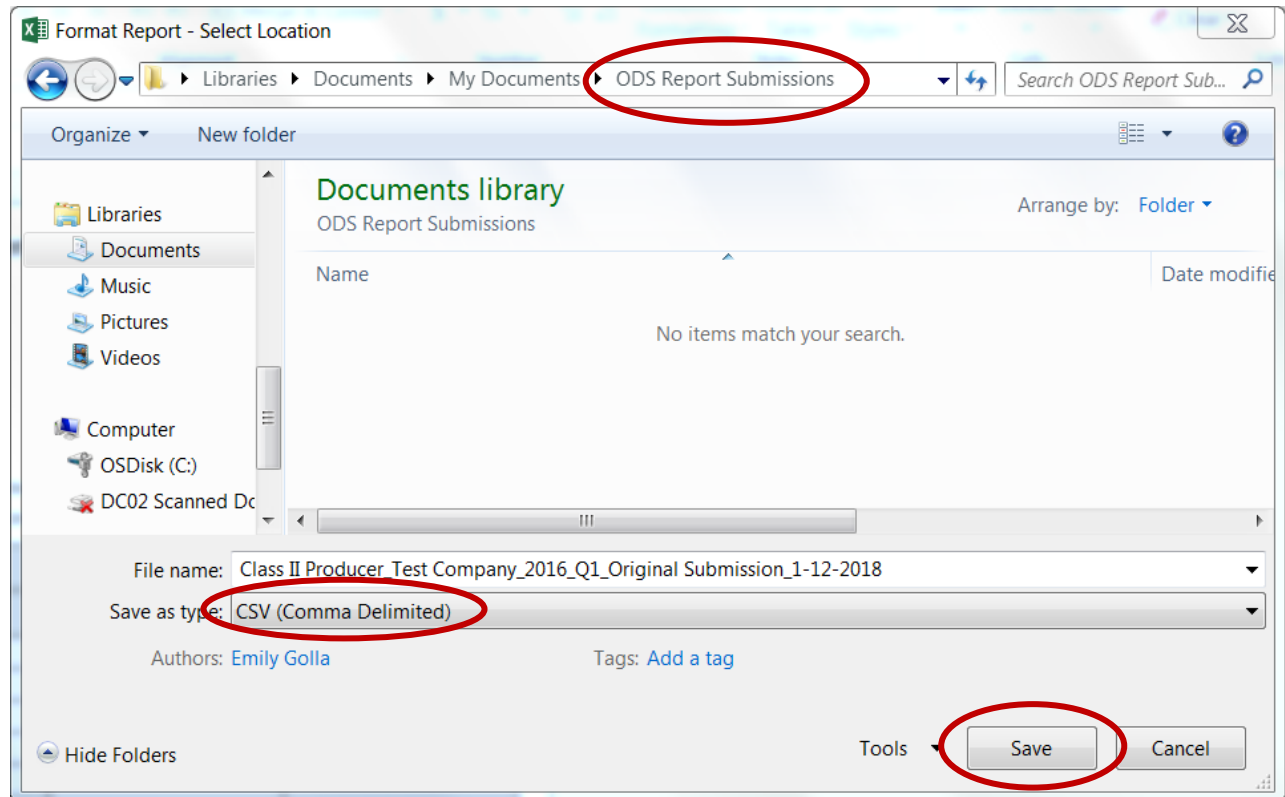 Format Report - Select Location
Libraries Documents My Documents ODS Report Submissions Search ODS Report Sub...
Organize New folder
Documents library
ODS Report Submissions
Arrange by: Folder
Name Date modifie
No items match your search.
Libraries
Documents
Music
Pictures
Videos
Computer
OSDisk (C:)
DC02 Scanned Dc
File name: Class II Producer_Test Company_2016_Q1_Original Submission_1-12-2018
Save as type: CSV (Comma Delimited)
Authors: Emily Golla Tags: Add a tag
Hide Folders Tools Save Cancel